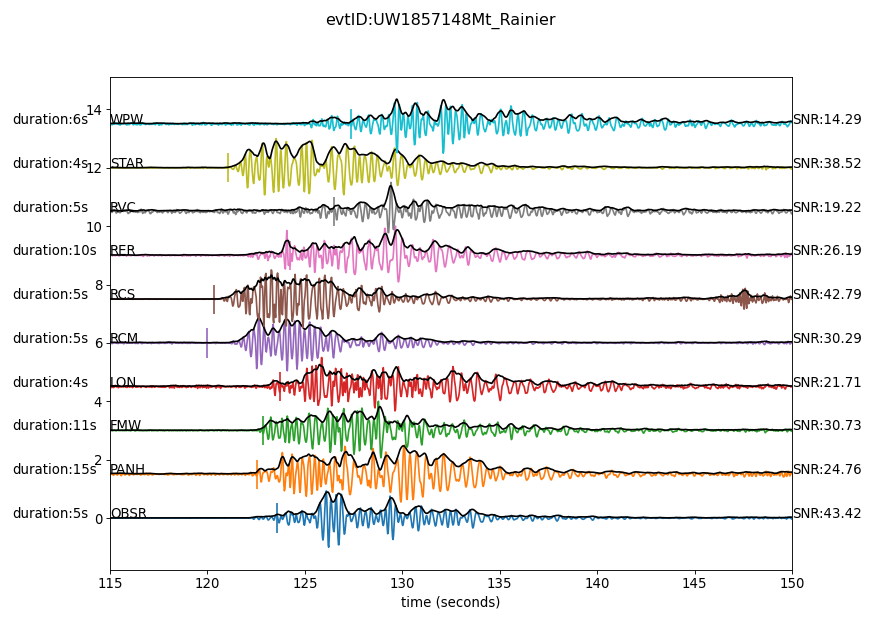 evtID:UW1857148Mt_Rainier
14
duration:6s WPW SNR:14.29
duration:4s 12 STAR SNR:38.52
duration:5s RVC SNR:19.22
10
duration:10s RER SNR:26.19
8
duration:5s RCS SNR:42.79
duration:5s 6 RCM SNR:30.29
duration:4s LON SNR:21.71
4
duration:11s FMW SNR:30.73
2
duration:15s PANH SNR:24.76
duration:5s 0 OBSR SNR:43.42
115 120 125 130 135 140 145 150
time (seconds)